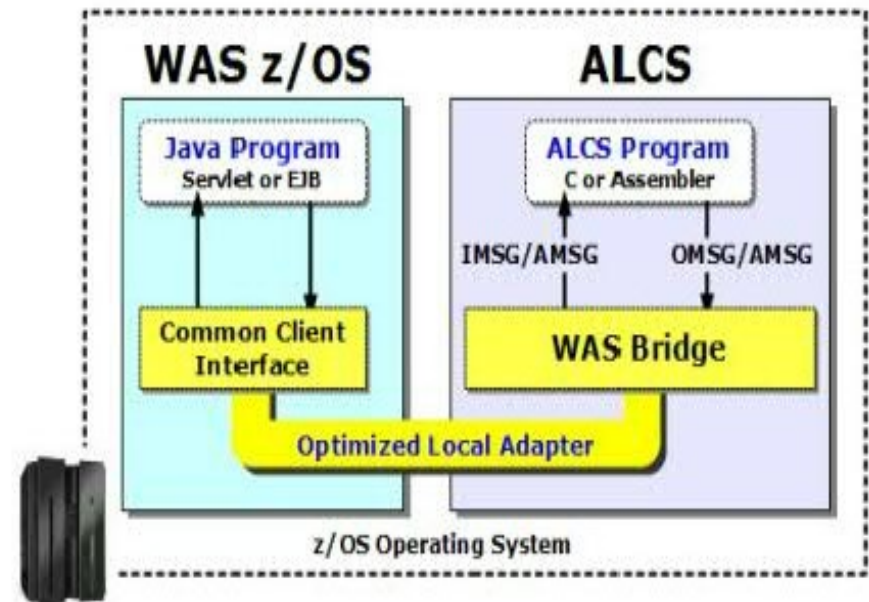 WAS z/OS
ALCS
Java Program
Servlet or EJB
ALCS Program
C or Assembler
IMSG/AMSG
OMSG/AMSG
Common Client
Interface
WAS Bridge
Optimized Local Adapter
z/OS Operating System